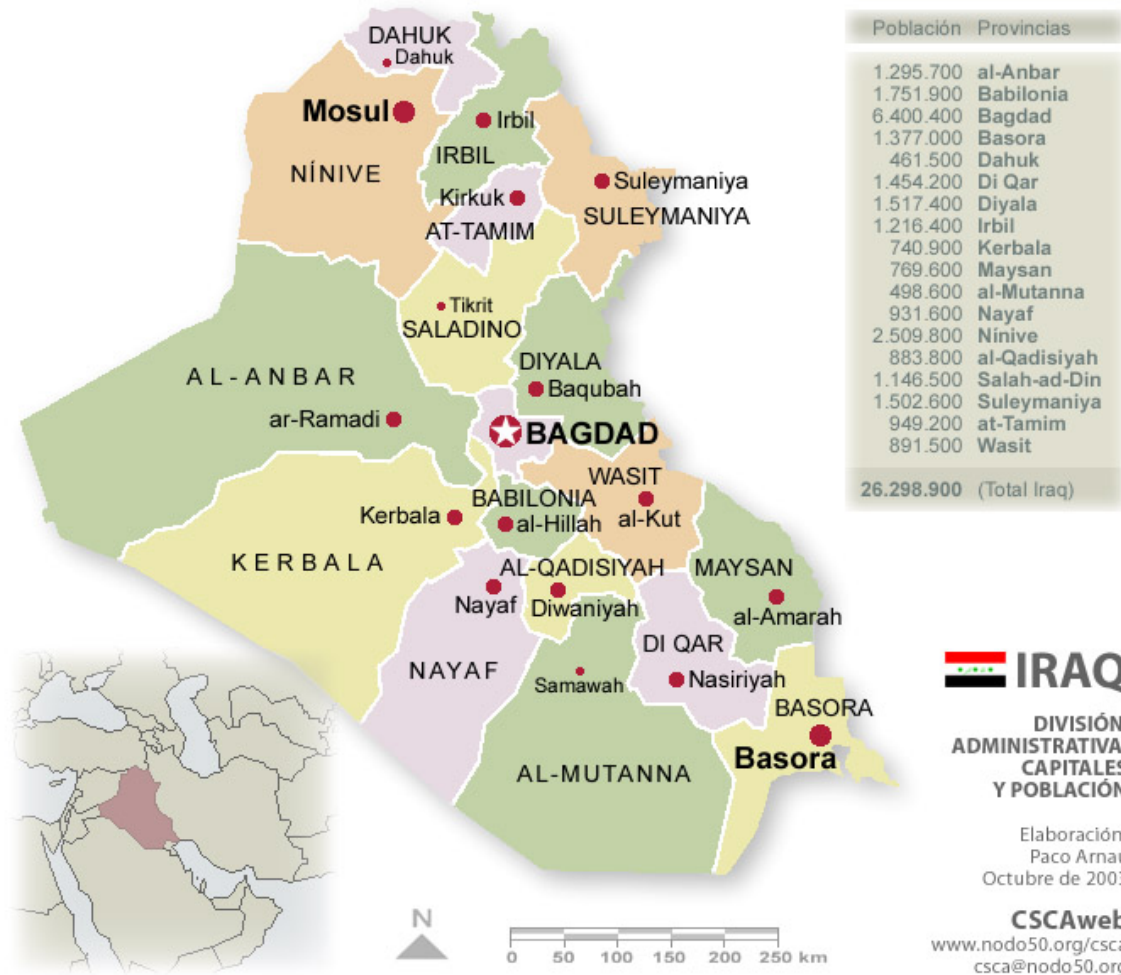 DAHUK
Dahuk
Mosul
Irbil
IRBIL
NÍNIVE
Kirkuk
AT-TAMIM
Suleymaniya
SULEYMANIYA
Tikrit
SALADINO
AL-ANBAR
ar-Ramadi
DIYALA
Baqubah
BAGDAD
WASIT
al-Kut
BABILONIA
al-Hillah
Kerbala
KERBALA
AL-QADISIYAH
Diwaniyah
Nayaf
NAYAF
MAYSAN
al-Amarah
DI QAR
Nasiriyah
Samawah
AL-MUTANNA
BASORA
Basora
Población Provincias
1.295.700 al-Anbar
1.751.900 Babilonia
6.400.400 Bagdad
1.377.000 Basora
461.500 Dahuk
1.454.200 Di Qar
1.517.400 Diyala
1.216.400 Irbil
740.900 Kerbala
769.600 Maysan
498.600 al-Mutanna
931.600 Nayaf
2.509.800 Nínive
883.800 al-Qadisiyah
1.146.500 Salah-ad-Din
1.502.600 Suleymaniya
949.200 at-Tamim
891.500 Wasit
26.298.900 (Total Iraq)
IRAQ
DIVISIÓN
ADMINISTRATIVA
CAPITALES
Y POBLACIÓN
Elaboración
Paco Arnau
Octubre de 2003
CSCAweb
www.nodo50.org/csca
csca@nodo50.org
N
0 50 100 150 200 250 km